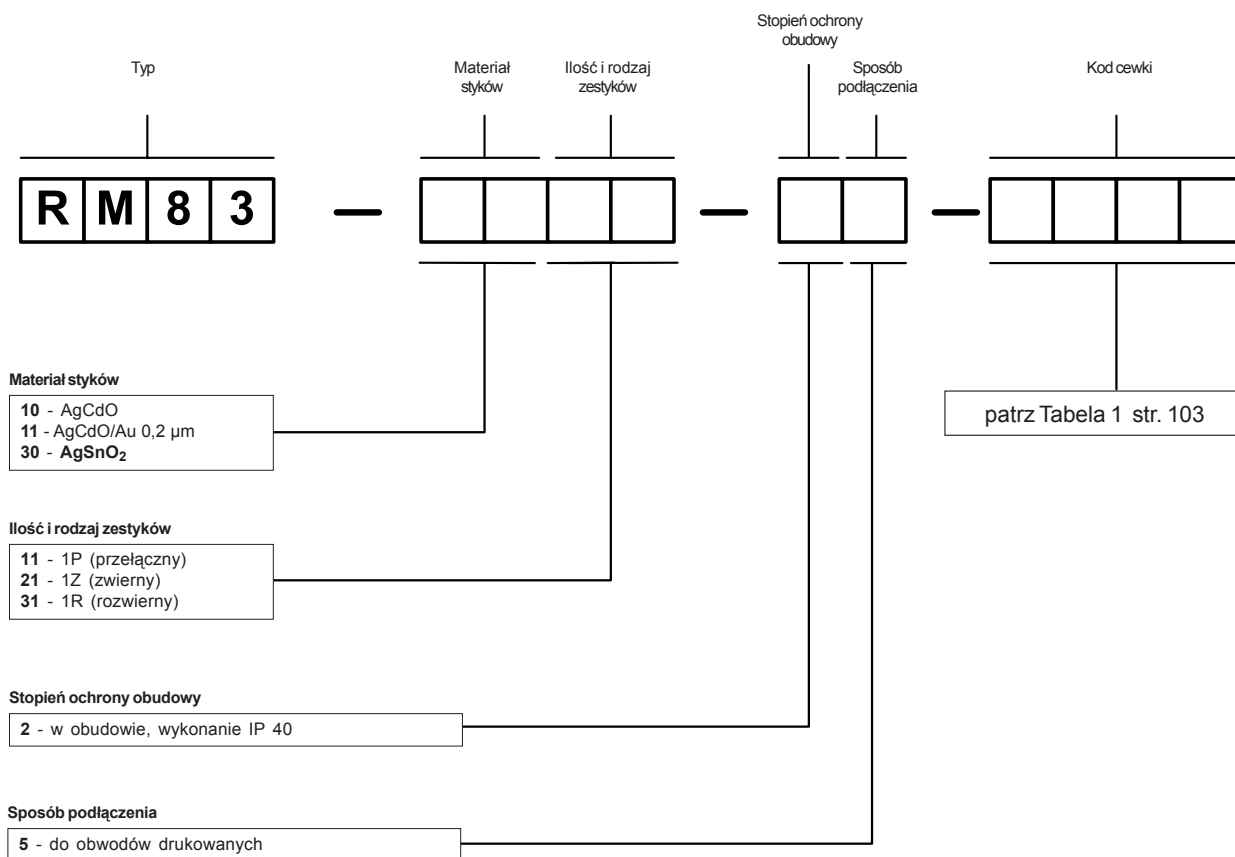 Stopień ochrony
obudowy
Typ
Materiał
styków
Ilość i rodzaj
zestyków
Sposób
podłączenia
Kod cewki
R M 8 3 — — —
Materiał styków
10 - AgCdO
11 - AgCdO/Au 0,2 µm
30 - AgSnO₂
patrz Tabela 1 str. 103
Ilość i rodzaj zestyków
11 - 1P (przełączny)
21 - 1Z (zwierny)
31 - 1R (rozwierny)
Stopień ochrony obudowy
2 - w obudowie, wykonanie IP 40
Sposób podłączenia
5 - do obwodów drukowanych